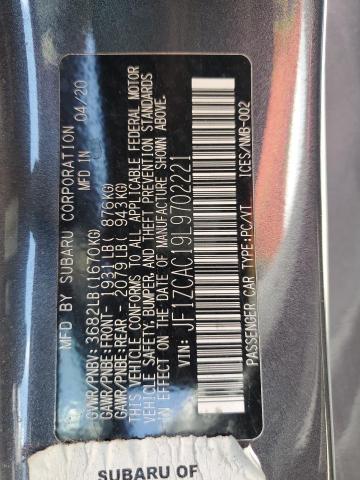 MFD BY SUBARU CORPORATION 04/20
MADE IN
GVWR/PNBV: 3682LB(1670KG)
GAWR/PNBE:FRONT- 1931LB( 876KG)
GAWR/PNBE:REAR- 2079LB( 943KG)
THIS VEHICLE CONFORMS TO ALL APPLICABLE FEDERAL MOTOR
VEHICLE SAFETY, BUMPER, AND THEFT PREVENTION STANDARDS
IN EFFECT ON THE DATE OF MANUFACTURE SHOWN ABOVE.
VIN: JF1ZCAC19L9702221
PASSENGER CAR TYPE:PC/VT
ICES/NMB-002
SUBARU OF